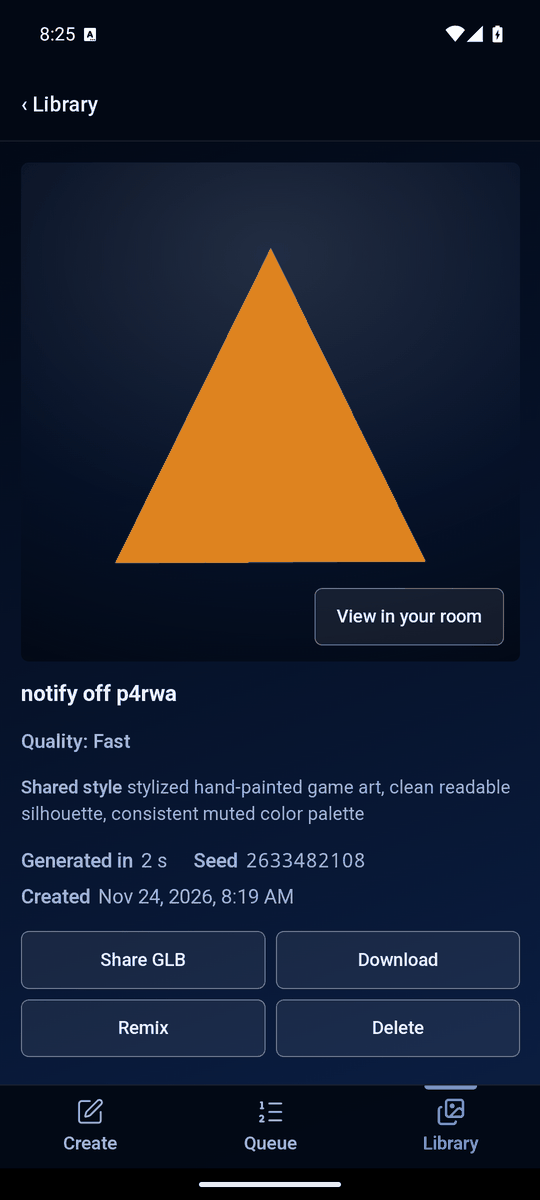 8:25 A
‹ Library
View in your room
notify off p4rwa
Quality: Fast
Shared style stylized hand-painted game art, clean readable
silhouette, consistent muted color palette
Generated in 2 s Seed 2633482108
Created Nov 24, 2026, 8:19 AM
Share GLB Download
Remix Delete
Create Queue Library